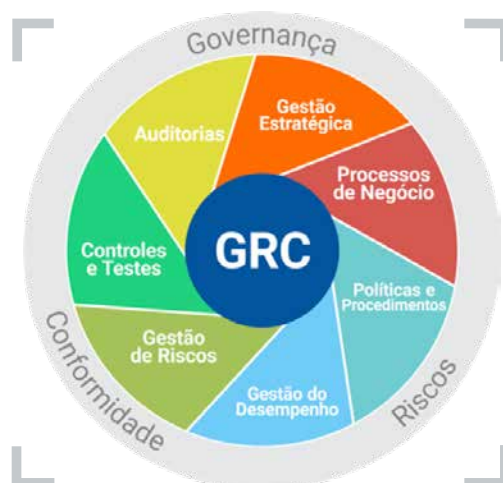 Governança
Gestão
Estratégica
Auditorias
Processos
de Negócio
GRC
Controles
e Testes
Políticas e
Procedimentos
Gestão
de Riscos
Gestão do
Desempenho
Conformidade
Riscos